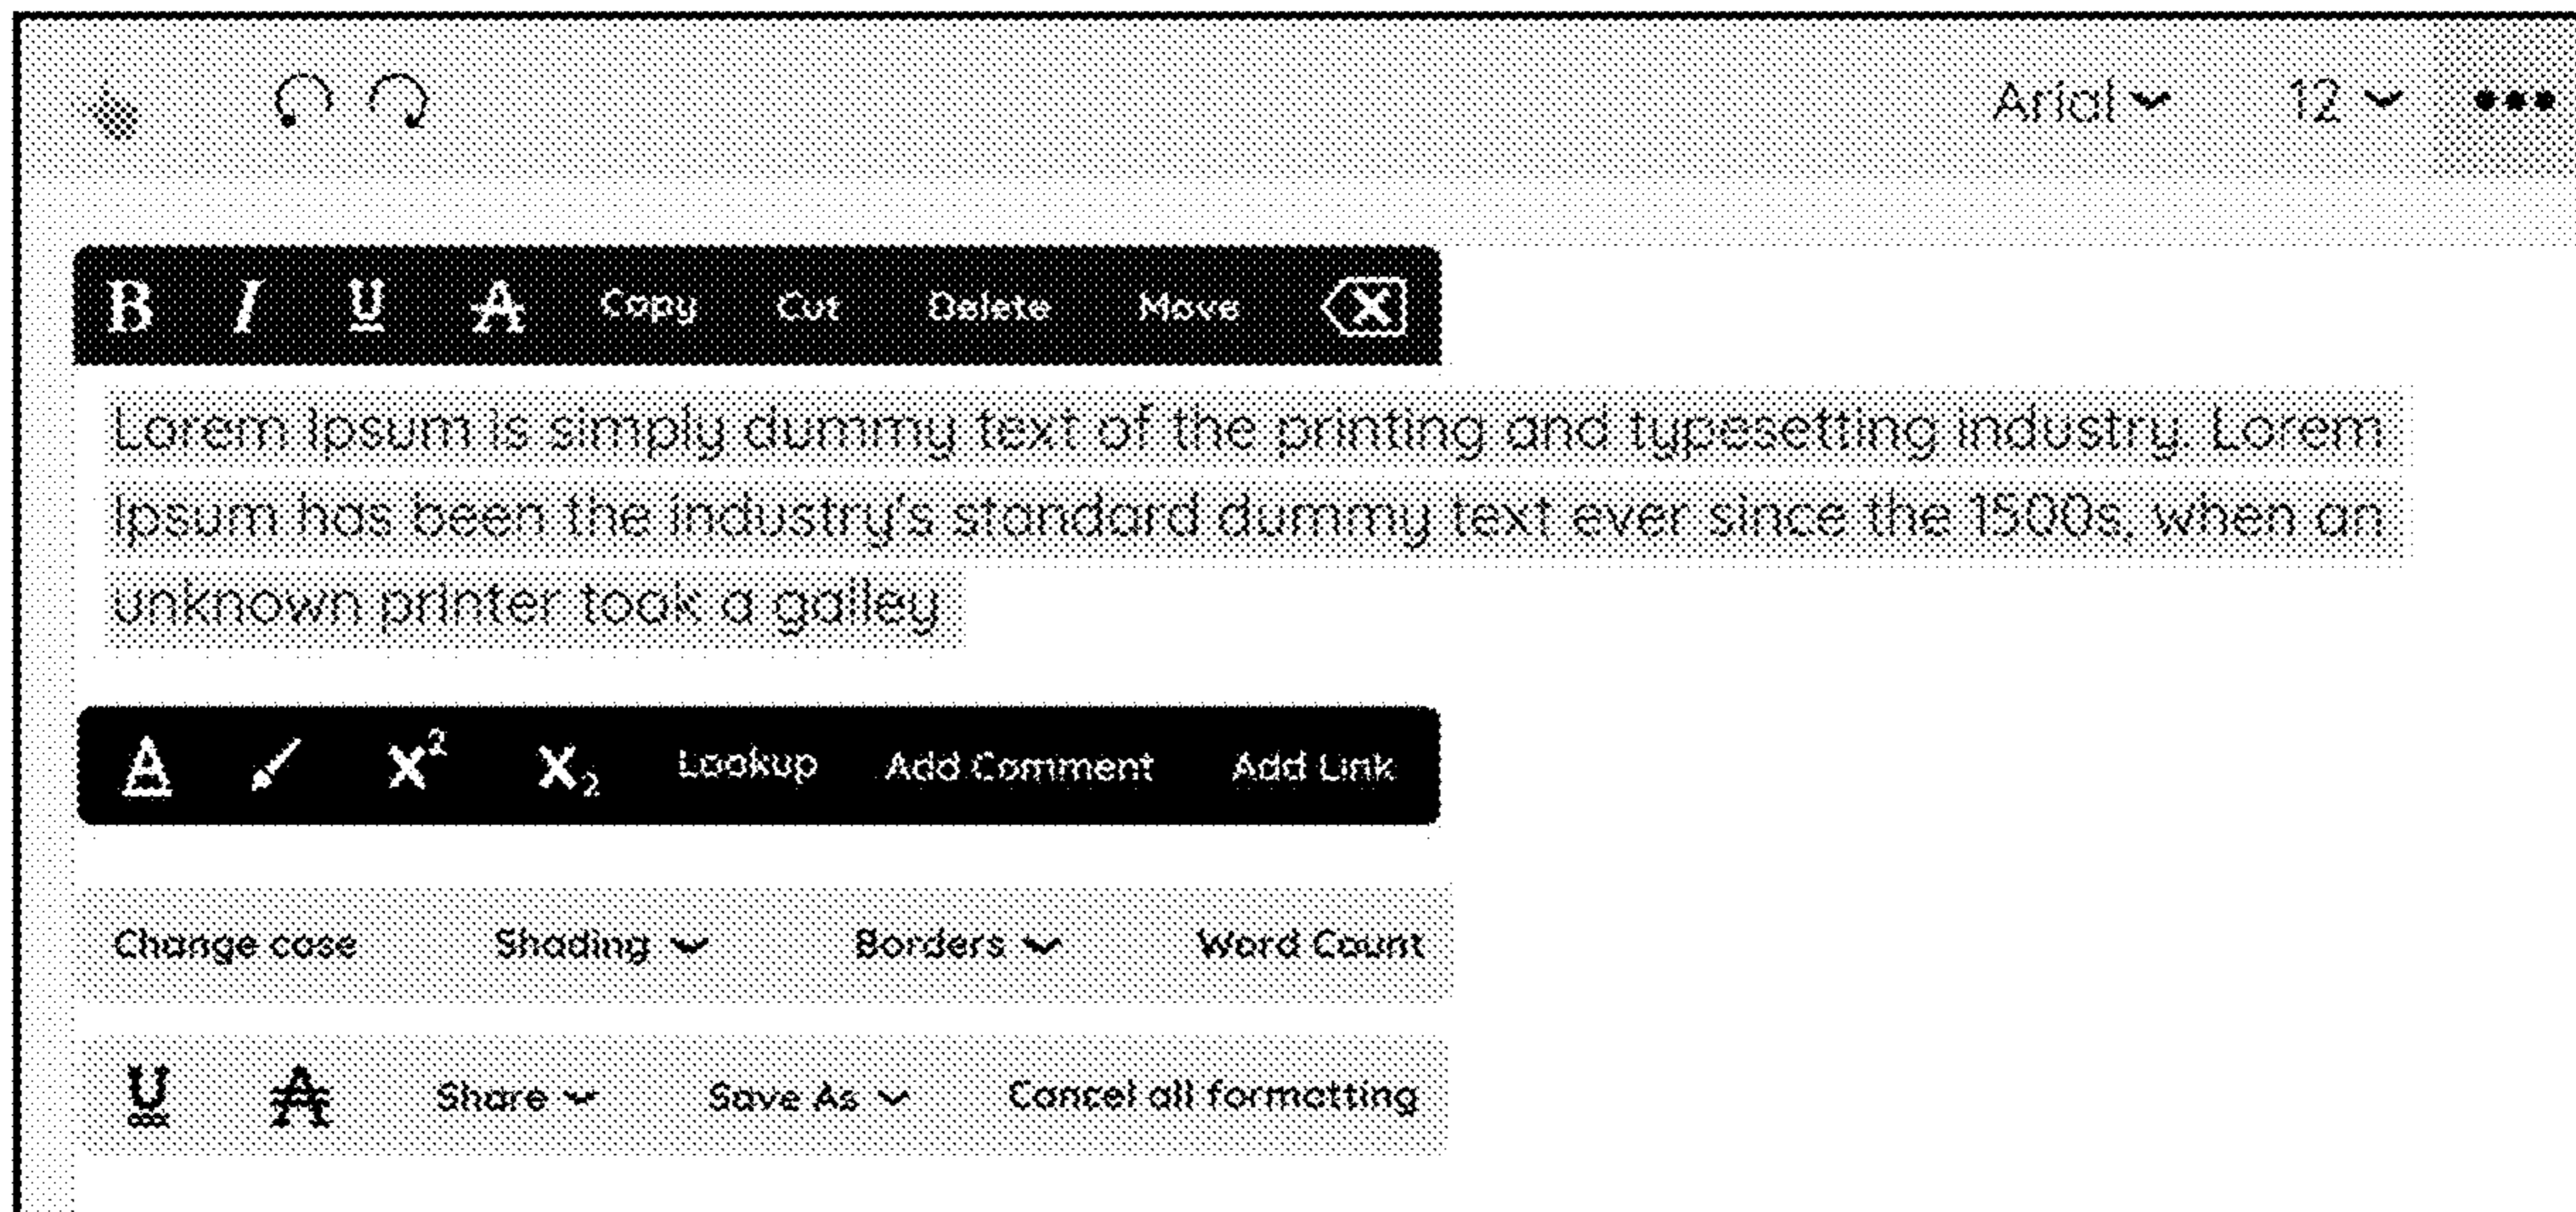 Arial 12 •••
B I U A Copy Cut Delete Move
Lorem Ipsum is simply dummy text of the printing and typesetting industry. Lorem
Ipsum has been the industry's standard dummy text ever since the 1500s, when an
unknown printer took a galley
A X² X₂ Lookup Add Comment Add Link
Change case Shading Borders Word Count
U A Share Save As Cancel all formatting